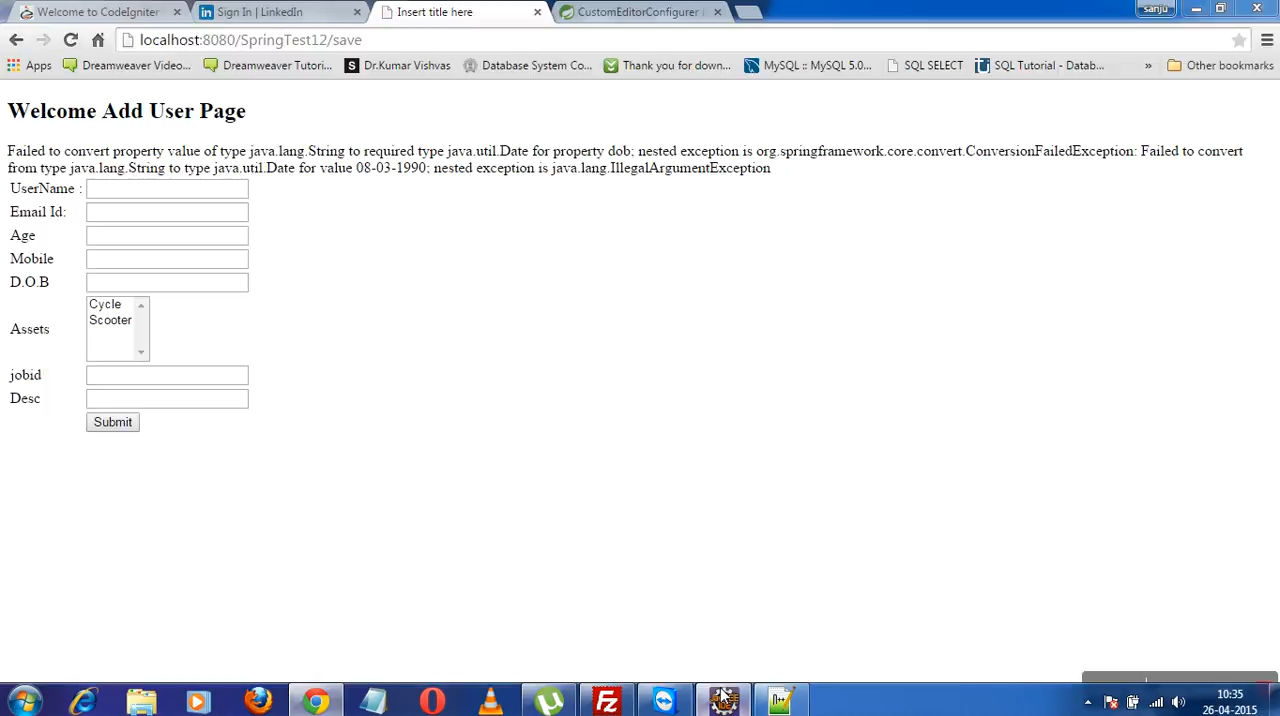 Welcome to CodeIgniter
Sign In | LinkedIn
Insert title here
CustomEditorConfigurer
sanju
localhost:8080/SpringTest12/save
Apps
Dreamweaver Video...
Dreamweaver Tutori...
Dr.Kumar Vishvas
Database System Co...
Thank you for down...
MySQL :: MySQL 5.0...
SQL SELECT
SQL Tutorial - Datab...
»
Other bookmarks
Welcome Add User Page
Failed to convert property value of type java.lang.String to required type java.util.Date for property dob; nested exception is org.springframework.core.convert.ConversionFailedException: Failed to convert
from type java.lang.String to type java.util.Date for value 08-03-1990; nested exception is java.lang.IllegalArgumentException
UserName :
Email Id:
Age
Mobile
D.O.B
Cycle
Scooter
Assets
jobid
Desc
Submit
10:35
26-04-2015